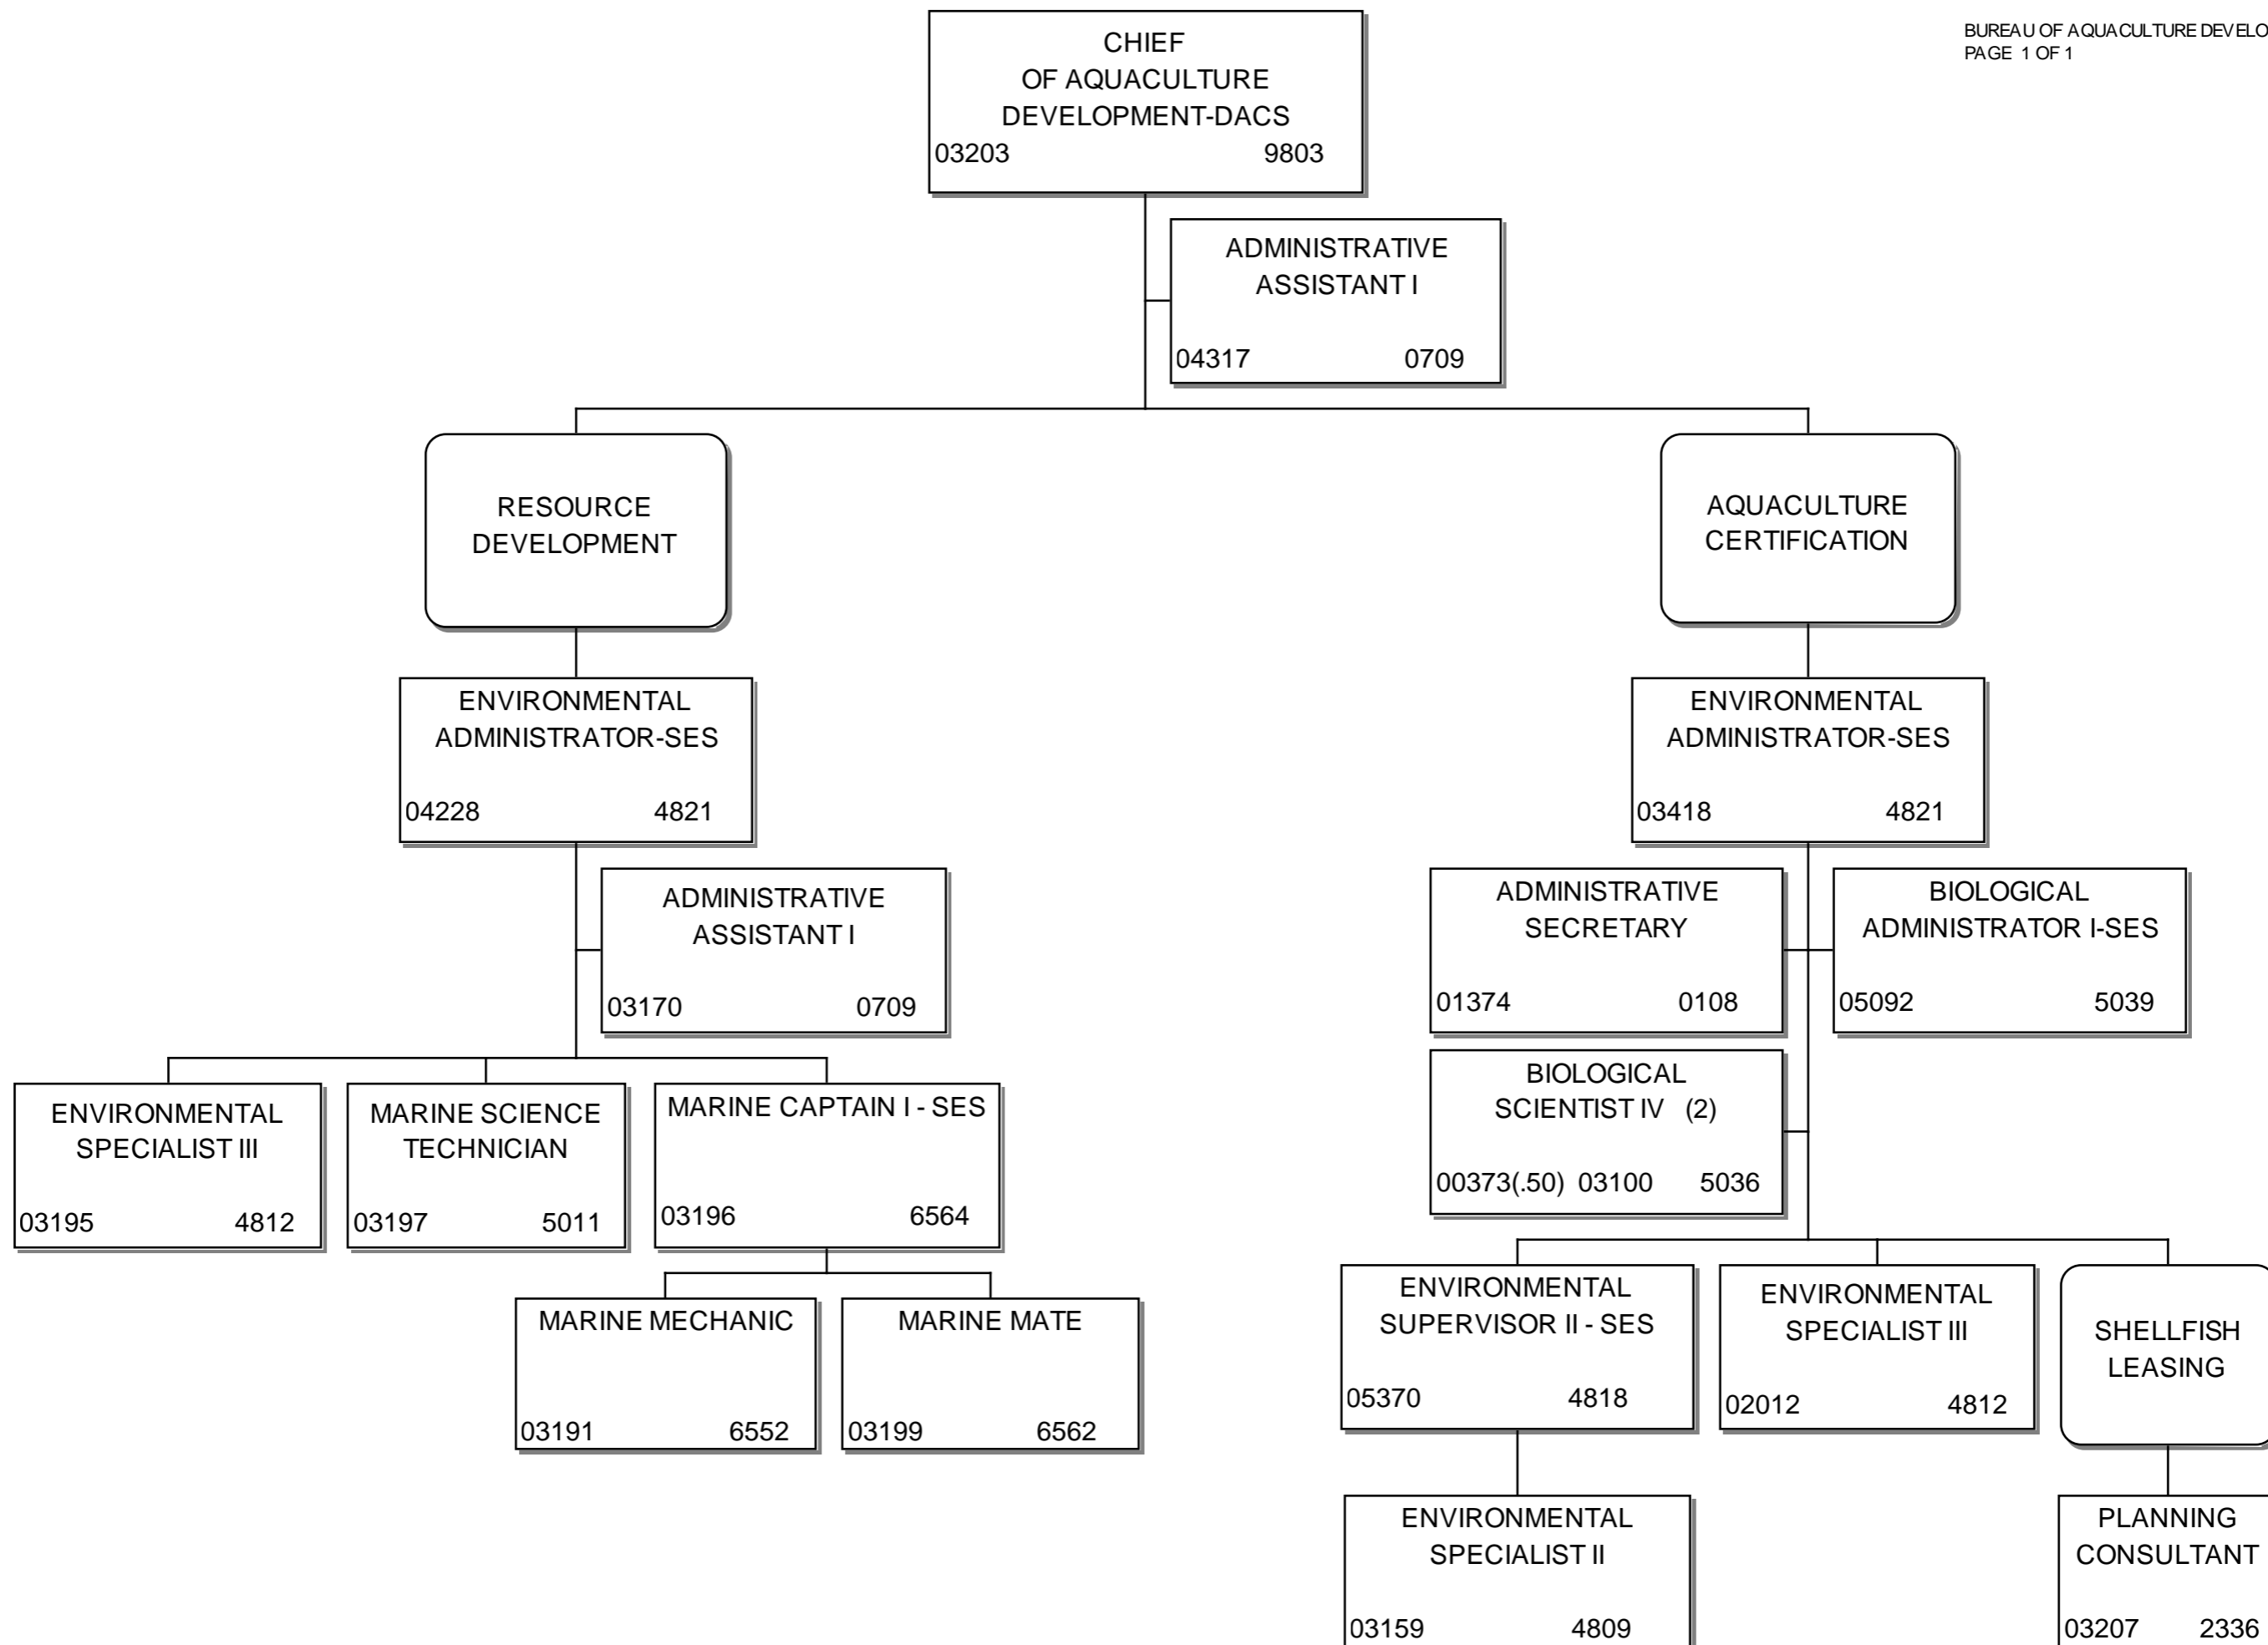 BUREAU OF AQUACULTURE DEVELO
PAGE 1 OF 1
CHIEF
OF AQUACULTURE
DEVELOPMENT-DACS
03203 9803
ADMINISTRATIVE
ASSISTANT I
04317 0709
RESOURCE
DEVELOPMENT
AQUACULTURE
CERTIFICATION
ENVIRONMENTAL
ADMINISTRATOR-SES
04228 4821
ENVIRONMENTAL
ADMINISTRATOR-SES
03418 4821
ADMINISTRATIVE
ASSISTANT I
03170 0709
ADMINISTRATIVE
SECRETARY
01374 0108
BIOLOGICAL
ADMINISTRATOR I-SES
05092 5039
BIOLOGICAL
SCIENTIST IV (2)
00373(.50) 03100 5036
ENVIRONMENTAL
SPECIALIST III
03195 4812
MARINE SCIENCE
TECHNICIAN
03197 5011
MARINE CAPTAIN I - SES
03196 6564
MARINE MECHANIC
03191 6552
MARINE MATE
03199 6562
ENVIRONMENTAL
SUPERVISOR II - SES
05370 4818
ENVIRONMENTAL
SPECIALIST III
02012 4812
SHELLFISH
LEASING
ENVIRONMENTAL
SPECIALIST II
03159 4809
PLANNING
CONSULTANT
03207 2336